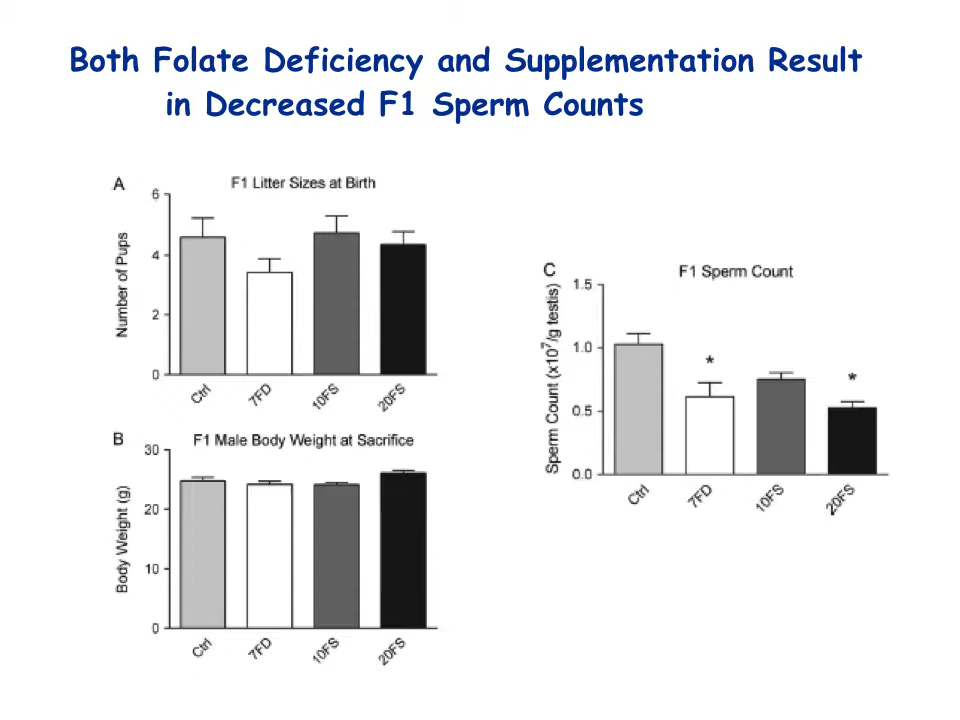 Both Folate Deficiency and Supplementation Result
in Decreased F1 Sperm Counts
A
F1 Litter Sizes at Birth
Number of Pups
6
4
2
0
Ctrl
7FD
10FS
20FS
B
F1 Male Body Weight at Sacrifice
Body Weight (g)
30
20
10
0
Ctrl
7FD
10FS
20FS
C
F1 Sperm Count
Sperm Count (x10⁷/g testis)
1.5
1.0
0.5
0.0
*
*
Ctrl
7FD
10FS
20FS